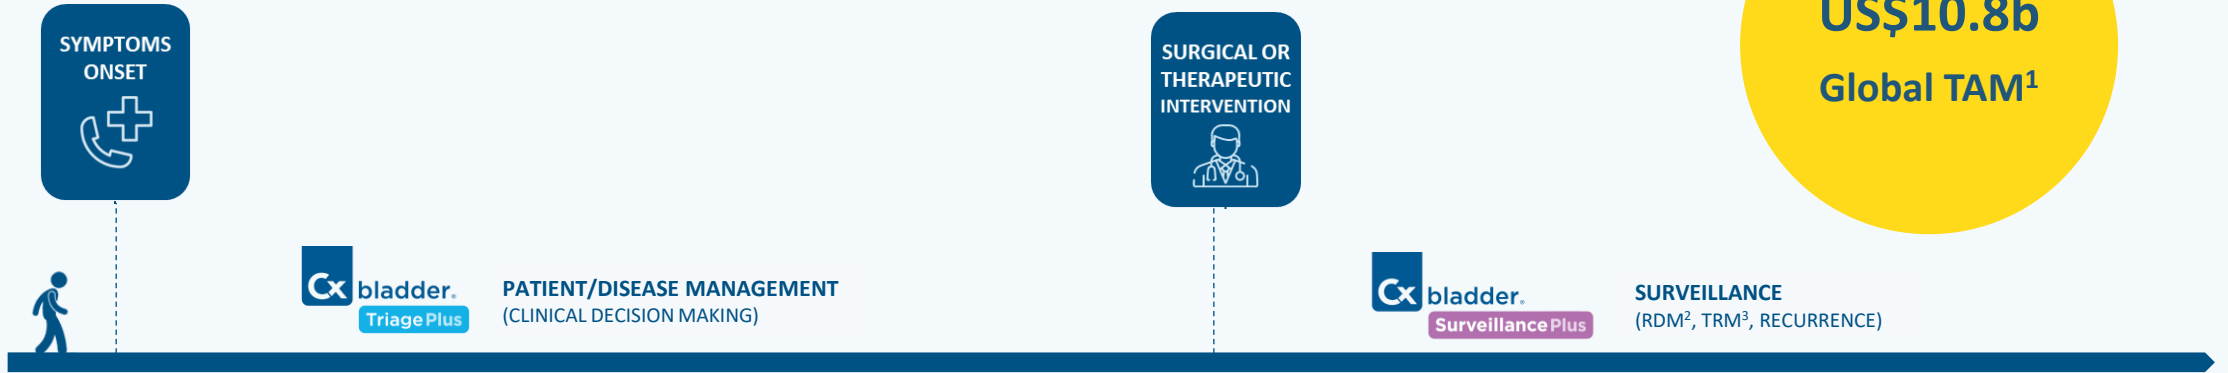 SYMPTOMS
ONSET
SURGICAL OR
THERAPEUTIC
INTERVENTION
US$10.8b
Global TAM¹
Cx bladder.
Triage Plus
PATIENT/DISEASE MANAGEMENT
(CLINICAL DECISION MAKING)
Cx bladder.
Surveillance Plus
SURVEILLANCE
(RDM², TRM³, RECURRENCE)